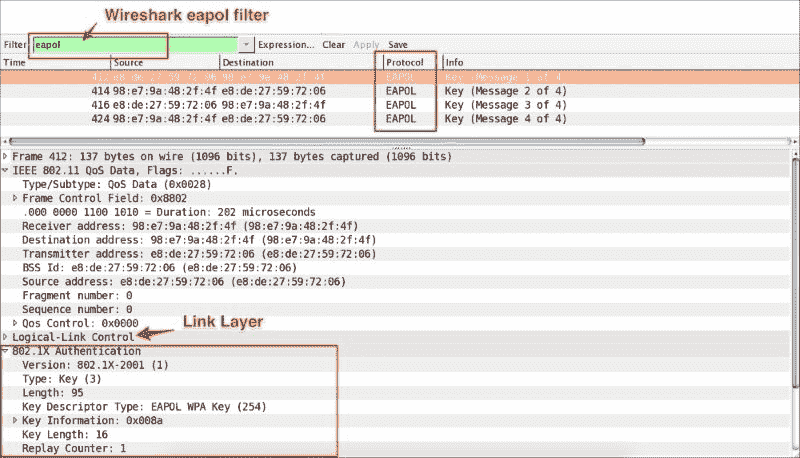 Wireshark eapol filter
Filter: eapol Expression... Clear Apply Save
Time Source Destination Protocol Info
412 e8:de:27:59:72:06 98:e7:9a:48:2f:4f EAPOL Key (Message 1 of 4)
414 98:e7:9a:48:2f:4f e8:de:27:59:72:06 EAPOL Key (Message 2 of 4)
416 e8:de:27:59:72:06 98:e7:9a:48:2f:4f EAPOL Key (Message 3 of 4)
424 98:e7:9a:48:2f:4f e8:de:27:59:72:06 EAPOL Key (Message 4 of 4)
Frame 412: 137 bytes on wire (1096 bits), 137 bytes captured (1096 bits)
IEEE 802.11 QoS Data, Flags: ......F.
Type/Subtype: QoS Data (0x0028)
Frame Control Field: 0x8802
.000 0000 1100 1010 = Duration: 202 microseconds
Receiver address: 98:e7:9a:48:2f:4f (98:e7:9a:48:2f:4f)
Destination address: 98:e7:9a:48:2f:4f (98:e7:9a:48:2f:4f)
Transmitter address: e8:de:27:59:72:06 (e8:de:27:59:72:06)
BSS Id: e8:de:27:59:72:06 (e8:de:27:59:72:06)
Source address: e8:de:27:59:72:06 (e8:de:27:59:72:06)
Fragment number: 0
Sequence number: 0
Qos Control: 0x0000
Link Layer
Logical-Link Control
802.1X Authentication
Version: 802.1X-2001 (1)
Type: Key (3)
Length: 95
Key Descriptor Type: EAPOL WPA Key (254)
Key Information: 0x008a
Key Length: 16
Replay Counter: 1